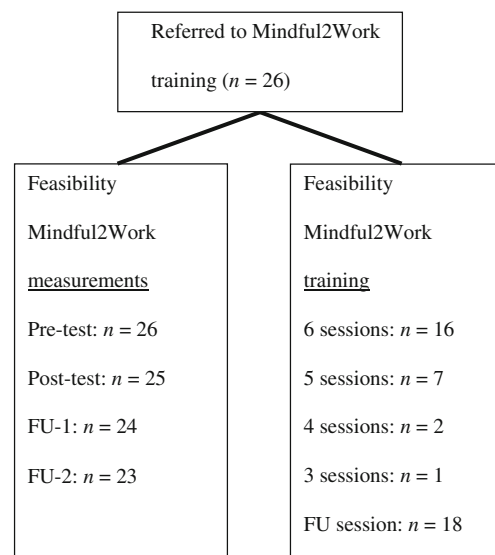 Referred to Mindful2Work
training (n = 26)
Feasibility
Mindful2Work
measurements
Pre-test: n = 26
Post-test: n = 25
FU-1: n = 24
FU-2: n = 23
Feasibility
Mindful2Work
training
6 sessions: n = 16
5 sessions: n = 7
4 sessions: n = 2
3 sessions: n = 1
FU session: n = 18